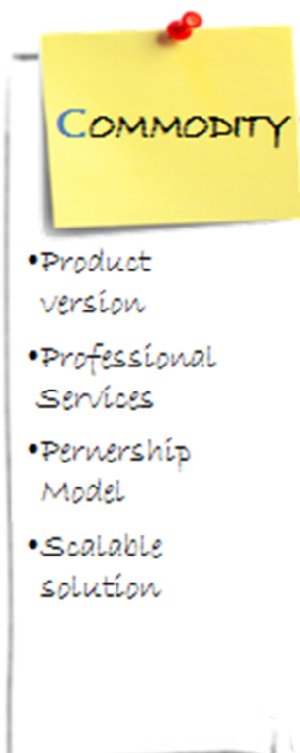 COMMODITY
•Product
version
•Professional
Services
•Pernership
Model
•Scalable
solution